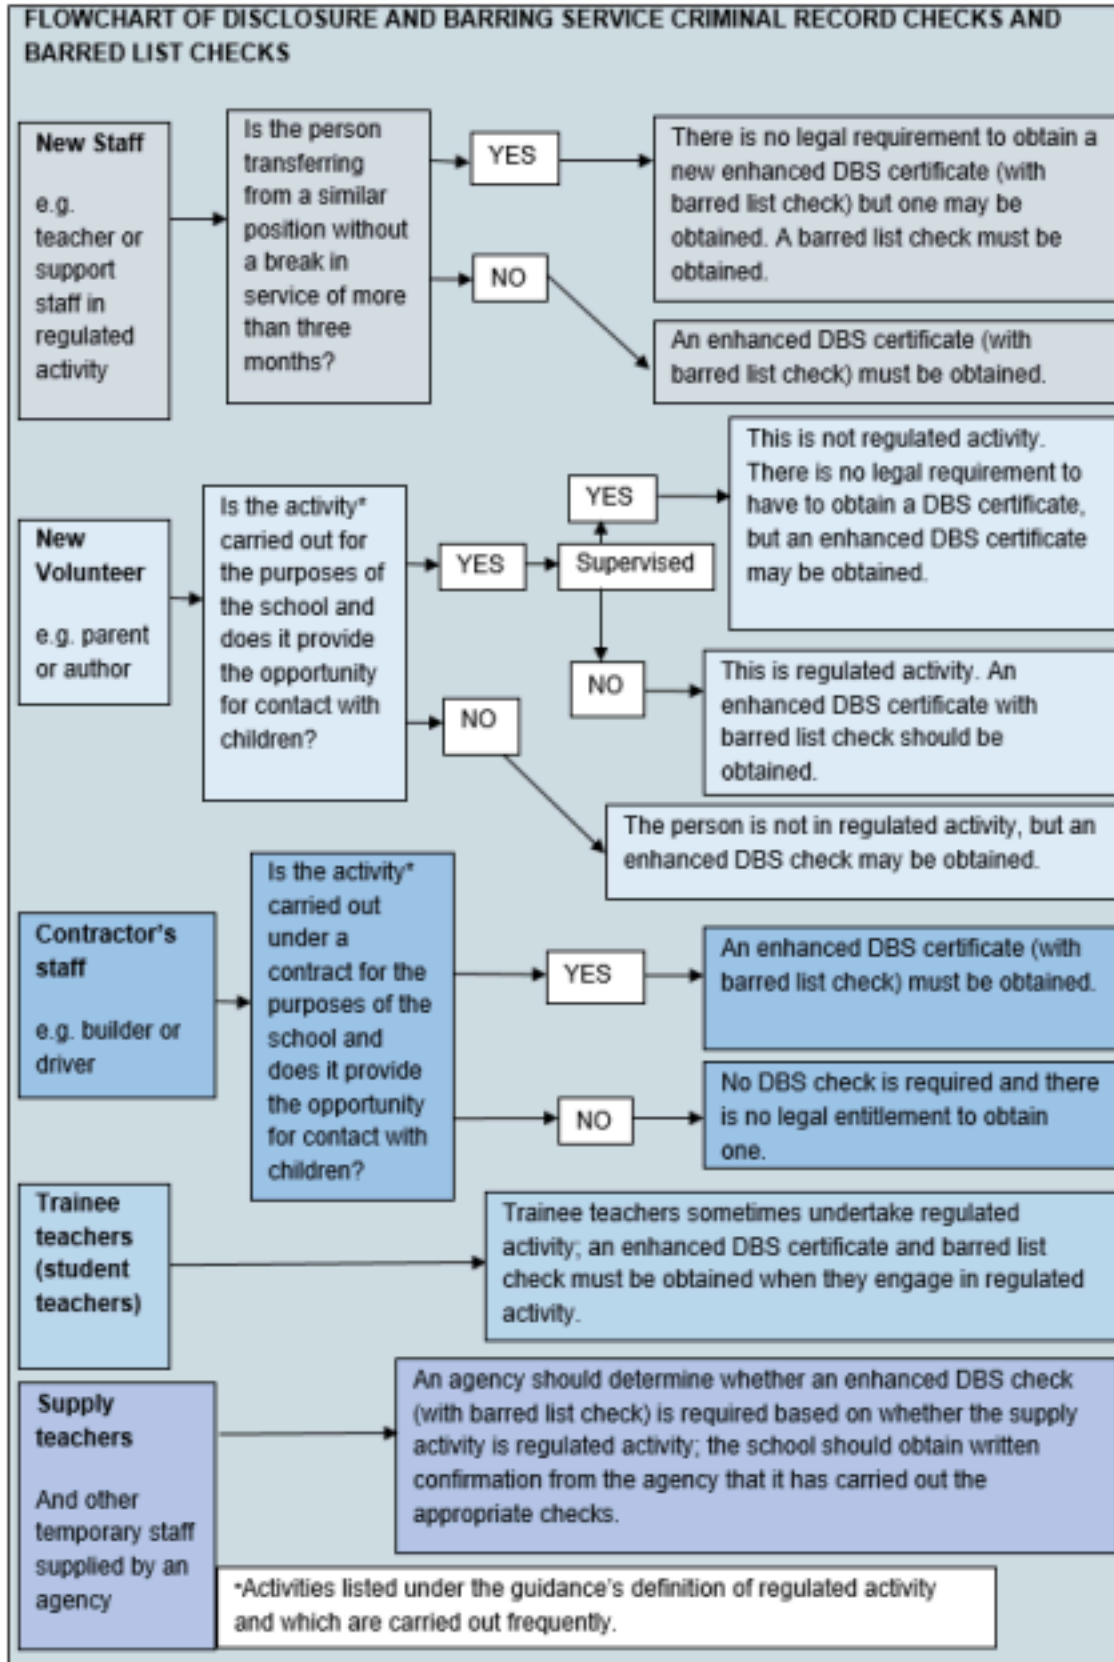 FLOWCHART OF DISCLOSURE AND BARRING SERVICE CRIMINAL RECORD CHECKS AND
BARRED LIST CHECKS
New Staff
e.g.
teacher or
support
staff in
regulated
activity
Is the person
transferring
from a similar
position without
a break in
service of more
than three
months?
YES
There is no legal requirement to obtain a
new enhanced DBS certificate (with
barred list check) but one may be
obtained. A barred list check must be
obtained.
NO
An enhanced DBS certificate (with
barred list check) must be obtained.
New
Volunteer
e.g. parent
or author
Is the activity*
carried out for
the purposes of
the school and
does it provide
the opportunity
for contact with
children?
YES
Supervised
YES
This is not regulated activity.
There is no legal requirement to
have to obtain a DBS certificate,
but an enhanced DBS certificate
may be obtained.
NO
This is regulated activity. An
enhanced DBS certificate with
barred list check should be
obtained.
NO
The person is not in regulated activity, but an
enhanced DBS check may be obtained.
Contractor's
staff
e.g. builder or
driver
Is the activity*
carried out
under a
contract for the
purposes of the
school and
does it provide
the opportunity
for contact with
children?
YES
An enhanced DBS certificate (with
barred list check) must be obtained.
NO
No DBS check is required and there
is no legal entitlement to obtain
one.
Trainee
teachers
(student
teachers)
Trainee teachers sometimes undertake regulated
activity; an enhanced DBS certificate and barred list
check must be obtained when they engage in regulated
activity.
Supply
teachers
And other
temporary staff
supplied by an
agency
An agency should determine whether an enhanced DBS check
(with barred list check) is required based on whether the supply
activity is regulated activity; the school should obtain written
confirmation from the agency that it has carried out the
appropriate checks.
*Activities listed under the guidance's definition of regulated activity
and which are carried out frequently.